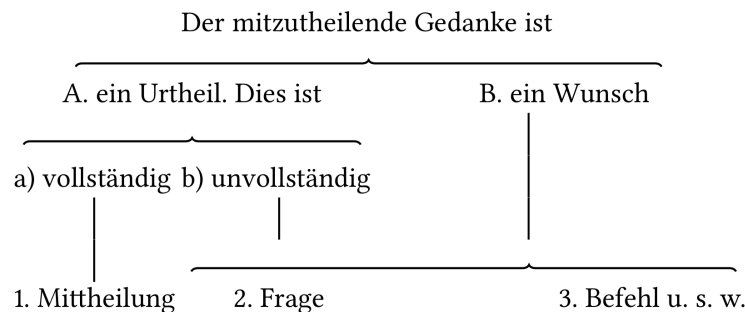 Der mitzutheilende Gedanke ist
A. ein Urtheil. Dies ist B. ein Wunsch
a) vollständig b) unvollständig
1. Mittheilung 2. Frage 3. Befehl u. s. w.